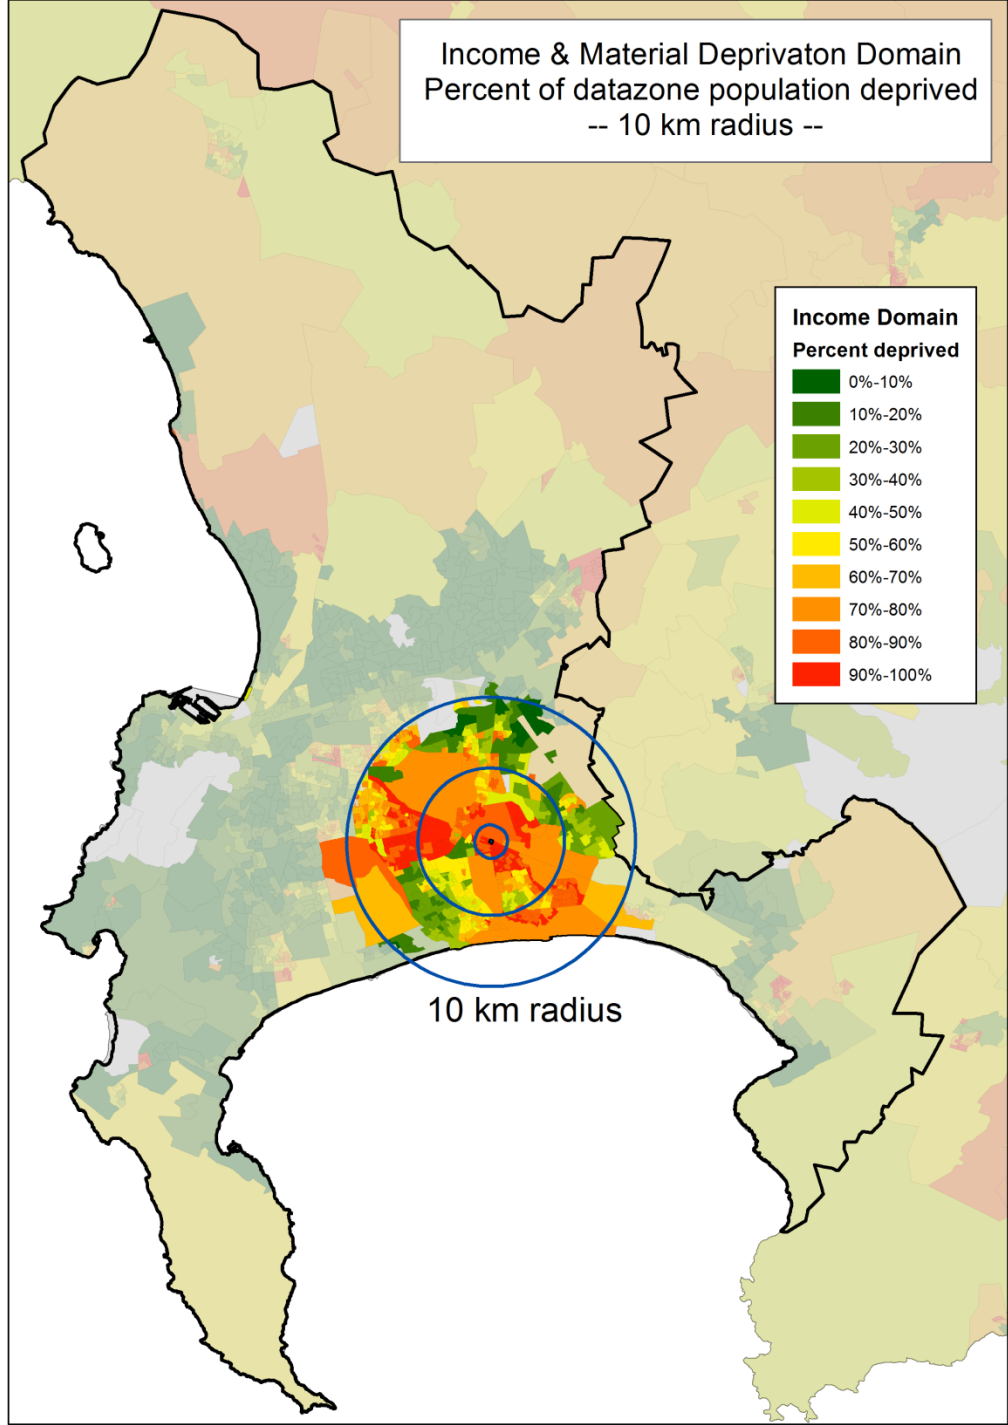 Income & Material Deprivaton Domain
Percent of datazone population deprived
-- 10 km radius --
Income Domain
Percent deprived
0%-10%
10%-20%
20%-30%
30%-40%
40%-50%
50%-60%
60%-70%
70%-80%
80%-90%
90%-100%
10 km radius